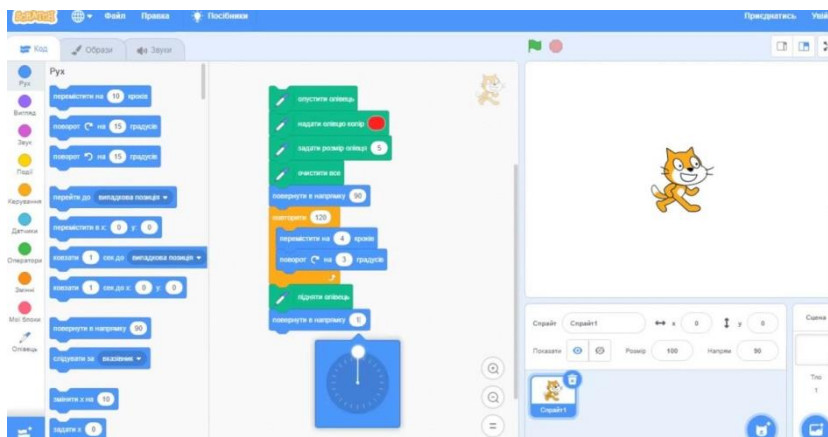 SCRATCH
Файл Правка Посібники Приєднатись Увій
Код Образи Звуки
Рух
Вигляд
Звук
Події
Керування
Датчики
Оператори
Змінні
Мої блоки
Олівець
Рух
перемістити на 10 кроків
поворот на 15 градусів
поворот на 15 градусів
перейти до випадкова позиція
перемістити в x: 0 y: 0
ковзати 1 сек до випадкова позиція
ковзати 1 сек до x: 0 y: 0
повернути в напрямку 90
слідувати за вказівник
змінити x на 10
задати x 0
опустити олівець
надати олівцю колір
задати розмір олівця 5
очистити все
повернути в напрямку 90
повторити 120
перемістити на 4 кроків
поворот на 3 градусів
підняти олівець
повернути в напрямку
Спрайт Спрайт1 x 0 y 0
Показати Розмір 100 Напрям 90
Спрайт1
Сцена
Тло
1